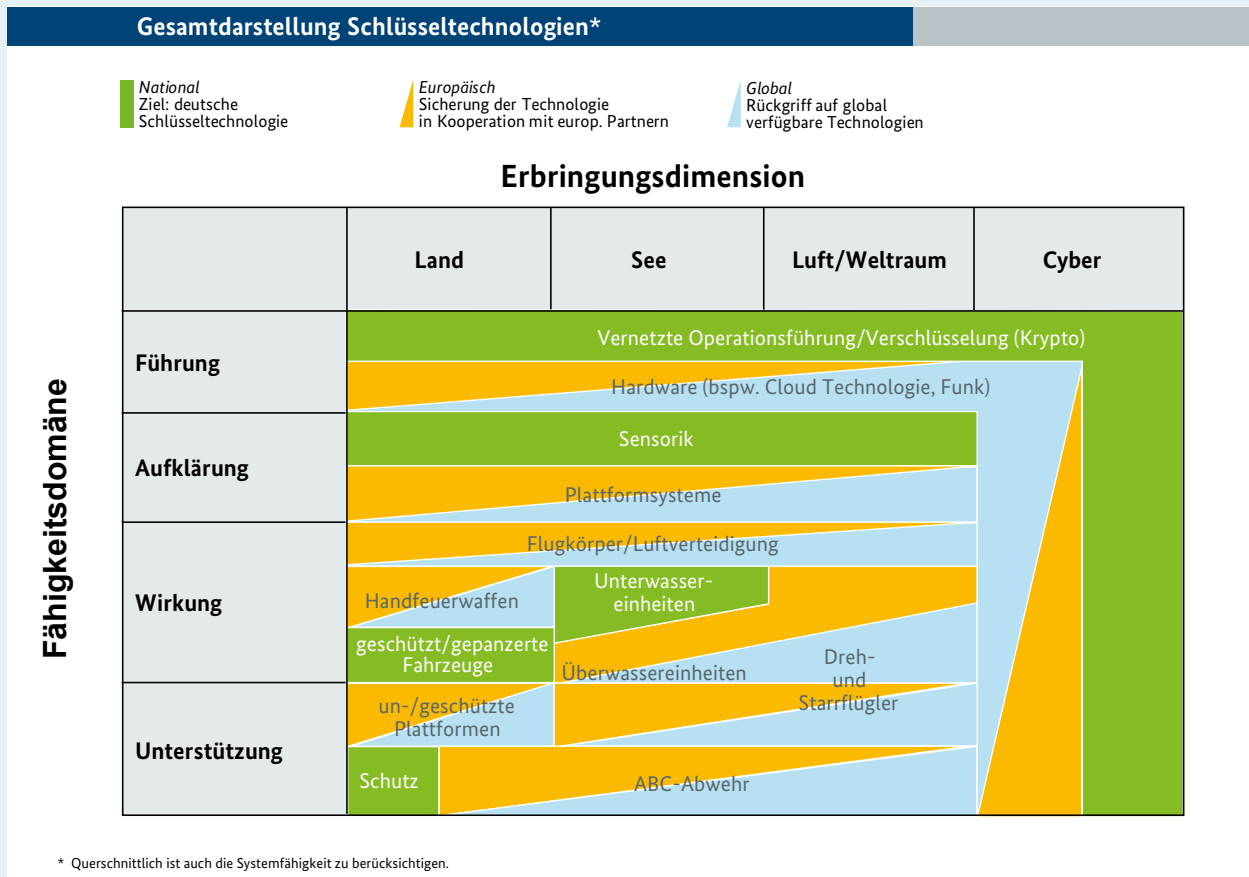 Gesamtdarstellung Schlüsseltechnologien*
National
Ziel: deutsche
Schlüsseltechnologie
Europäisch
Sicherung der Technologie
in Kooperation mit europ. Partnern
Global
Rückgriff auf global
verfügbare Technologien
Erbringungsdimension
Land
See
Luft/Weltraum
Cyber
Fähigkeitsdomäne
Führung
Vernetzte Operationsführung/Verschlüsselung (Krypto)
Hardware (bspw. Cloud Technologie, Funk)
Aufklärung
Sensorik
Plattformsysteme
Wirkung
Flugkörper/Luftverteidigung
Handfeuerwaffen
Unterwasser-
einheiten
geschützt/gepanzerte
Fahrzeuge
Überwassereinheiten
Dreh-
und
Starrflügler
Unterstützung
un-/geschützte
Plattformen
Schutz
ABC-Abwehr
* Querschnittlich ist auch die Systemfähigkeit zu berücksichtigen.